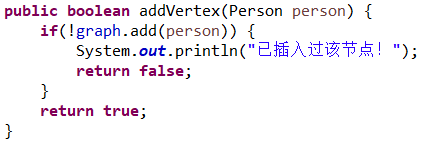 public boolean addVertex(Person person) {
    if(!graph.add(person)) {
        System.out.println("已插入过该节点！");
        return false;
    }
    return true;
}